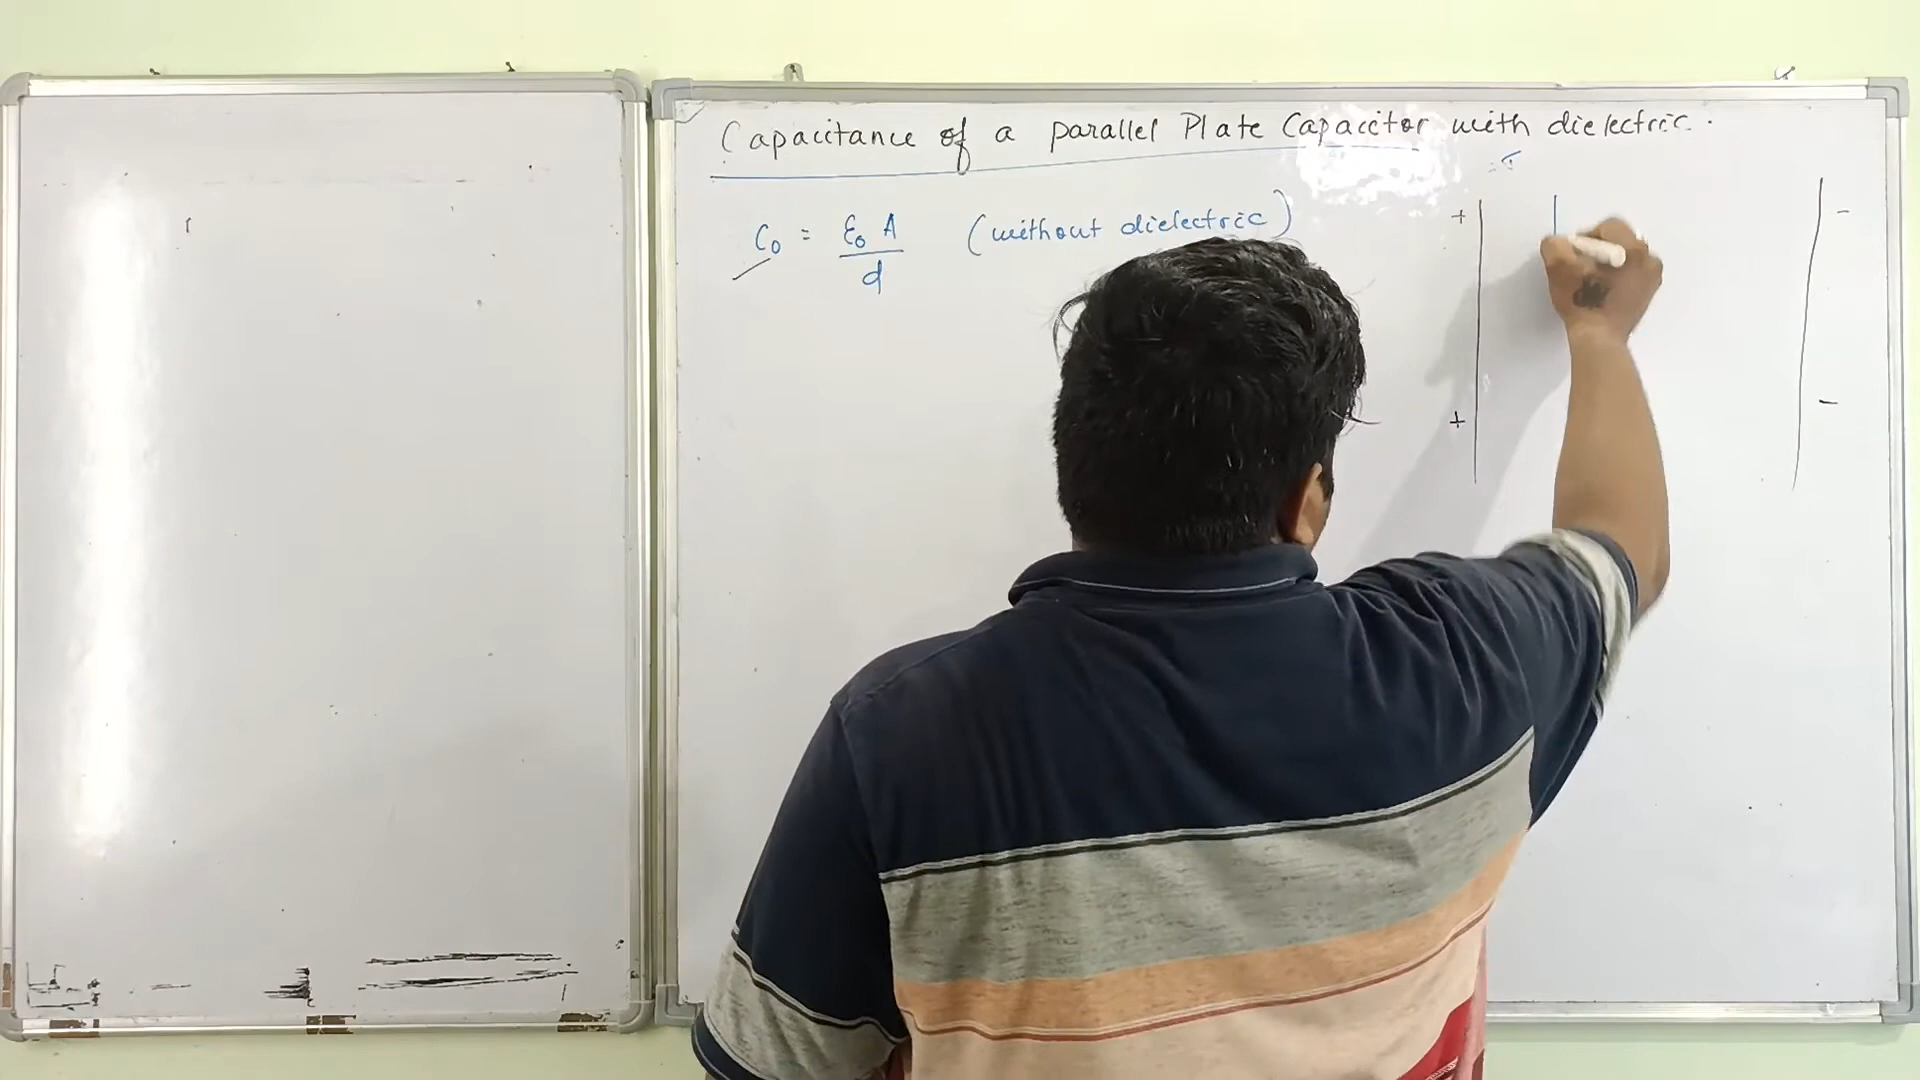 Capacitance of a parallel Plate Capacitor with dielectric.
C₀ = ε₀ A / d (without dielectric)
+ -
+ -